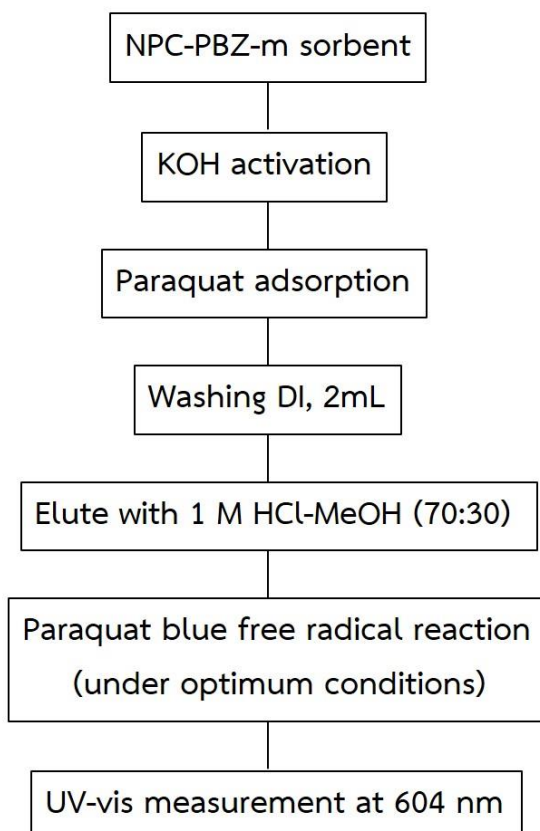 NPC-PBZ-m sorbent
KOH activation
Paraquat adsorption
Washing DI, 2mL
Elute with 1 M HCl-MeOH (70:30)
Paraquat blue free radical reaction
(under optimum conditions)
UV-vis measurement at 604 nm